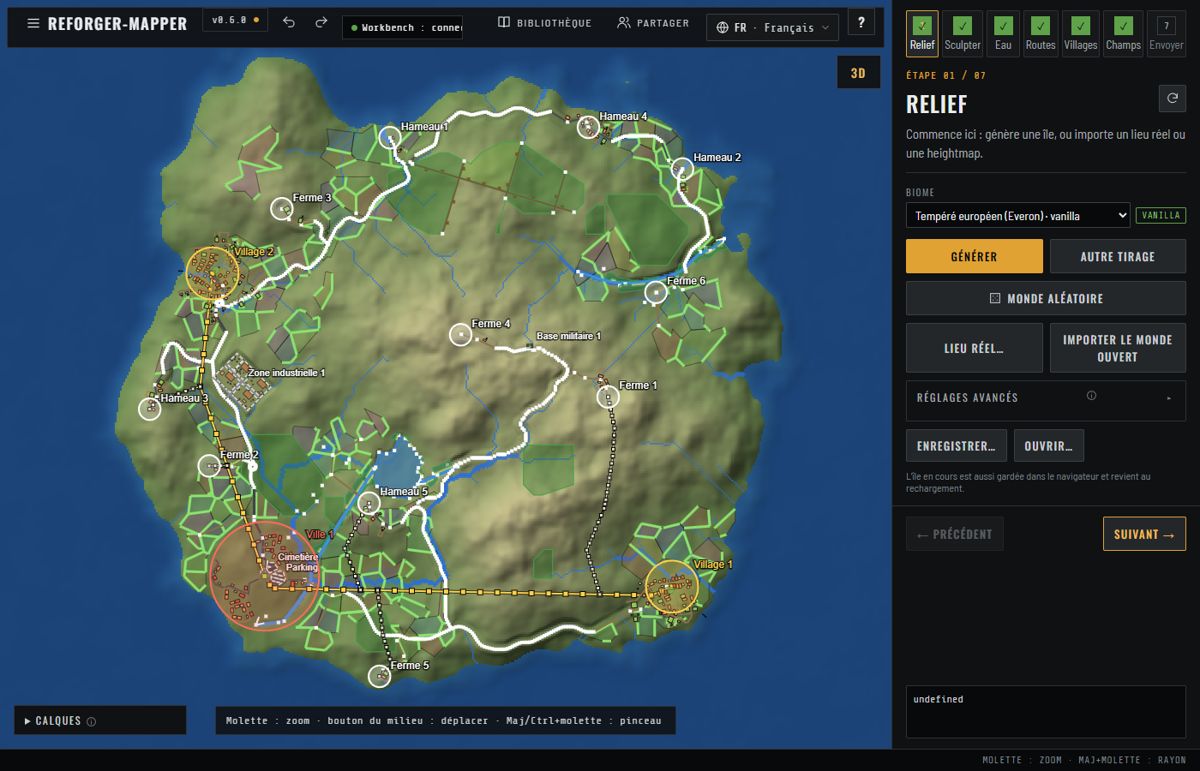 REFORGER-MAPPER
v0.5.0
Workbench : conne
BIBLIOTHÈQUE
PARTAGER
FR · Français
?
3D
Hameau 1
Hameau 4
Hameau 2
Ferme 3
Village 2
Ferme 6
Ferme 4
Base militaire 1
Zone industrielle 1
Ferme 1
Hameau 3
Ferme 2
Hameau 5
Ville 1
Cimetière
Parking
Village 1
Ferme 5
CALQUES
Molette : zoom · bouton du milieu : déplacer · Maj/Ctrl+molette : pinceau
Relief
Sculpter
Eau
Routes
Villages
Champs
7
Envoyer
ÉTAPE 01 / 07
RELIEF
Commence ici : génère une île, ou importe un lieu réel ou
une heightmap.
BIOME
Tempéré européen (Everon) · vanilla
VANILLA
GÉNÉRER
AUTRE TIRAGE
MONDE ALÉATOIRE
LIEU RÉEL…
IMPORTER LE MONDE
OUVERT
RÉGLAGES AVANCÉS
ENREGISTRER…
OUVRIR…
L'île en cours est aussi gardée dans le navigateur et revient au
rechargement.
← PRÉCÉDENT
SUIVANT →
undefined
MOLETTE : ZOOM · MAJ+MOLETTE : RAYON